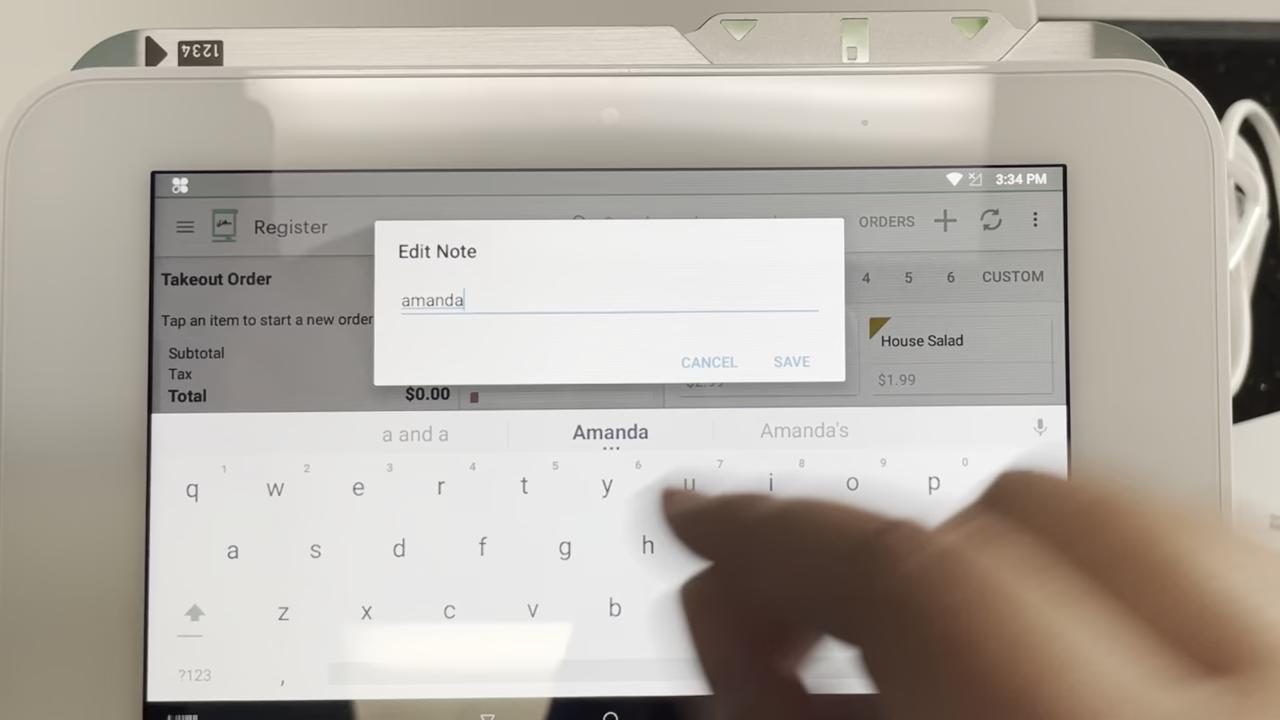 1234
3:34 PM
Register
ORDERS
Edit Note
Takeout Order
4 5 6 CUSTOM
amanda
Tap an item to start a new order
House Salad
Subtotal
CANCEL SAVE
Tax
$1.99
Total $0.00
a and a Amanda Amanda's
1 2 3 4 5 6 7 8 9 0
q w e r t y u i o p
a s d f g h
z x c v b
?123 ,